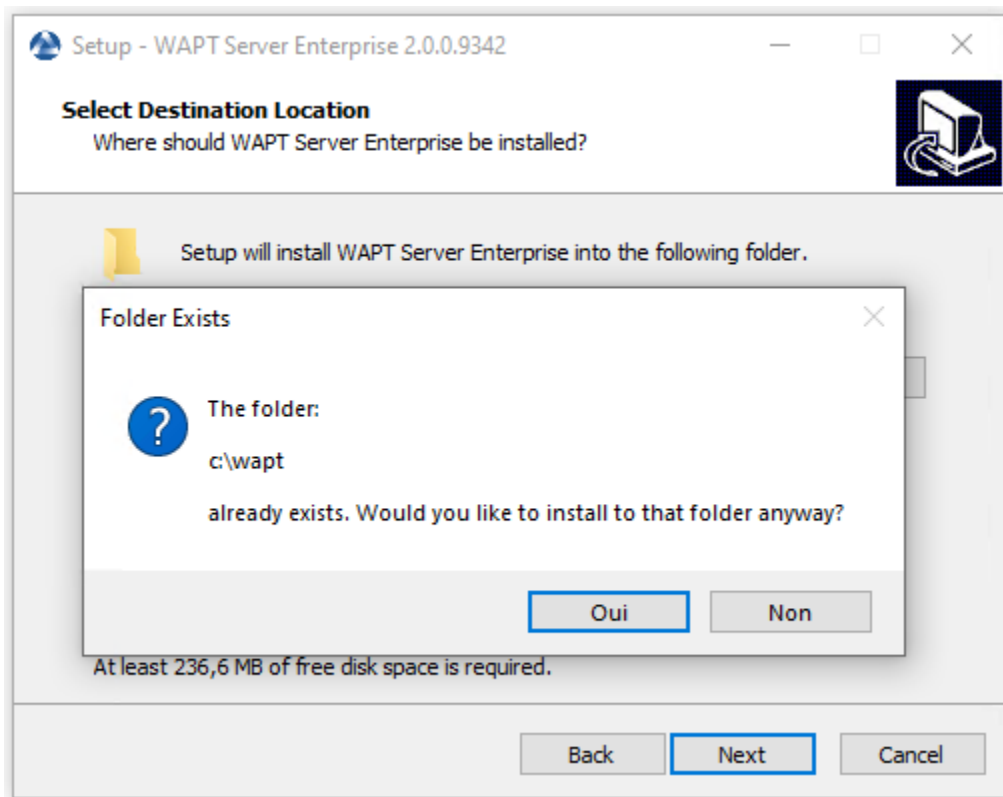 Setup - WAPT Server Enterprise 2.0.0.9342
Select Destination Location
Where should WAPT Server Enterprise be installed?
Setup will install WAPT Server Enterprise into the following folder.
Folder Exists
The folder:
c:\wapt
already exists. Would you like to install to that folder anyway?
Oui
Non
At least 236,6 MB of free disk space is required.
Back
Next
Cancel